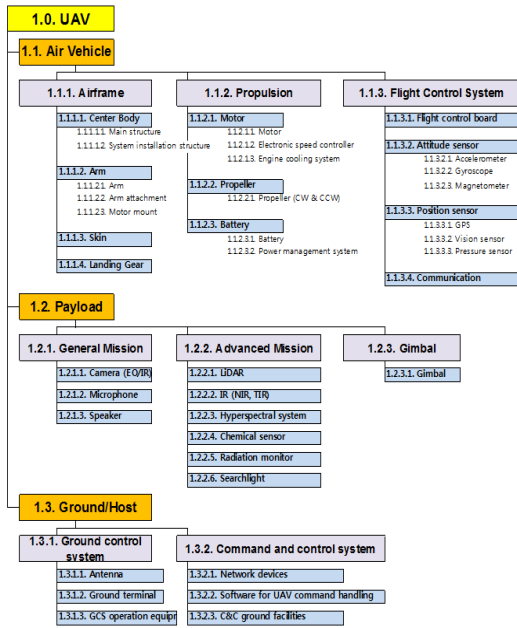 1.0. UAV
1.1. Air Vehicle
1.1.1. Airframe
1.1.1.1. Center Body
1.1.1.1.1. Main structure
1.1.1.1.2. System installation structure
1.1.1.2. Arm
1.1.1.2.1. Arm
1.1.1.2.2. Arm attachment
1.1.1.2.3. Motor mount
1.1.1.3. Skin
1.1.1.4. Landing Gear
1.1.2. Propulsion
1.1.2.1. Motor
1.1.2.1.1. Motor
1.1.2.1.2. Electronic speed controller
1.1.2.1.3. Engine cooling system
1.1.2.2. Propeller
1.1.2.2.1. Propeller (CW & CCW)
1.1.2.3. Battery
1.1.2.3.1. Battery
1.1.2.3.2. Power management system
1.1.3. Flight Control System
1.1.3.1. Flight control board
1.1.3.2. Attitude sensor
1.1.3.2.1. Accelerometer
1.1.3.2.2. Gyroscope
1.1.3.2.3. Magnetometer
1.1.3.3. Position sensor
1.1.3.3.1. GPS
1.1.3.3.2. Vision sensor
1.1.3.3.3. Pressure sensor
1.1.3.4. Communication
1.2. Payload
1.2.1. General Mission
1.2.1.1. Camera (EO/IR)
1.2.1.2. Microphone
1.2.1.3. Speaker
1.2.2. Advanced Mission
1.2.2.1. LiDAR
1.2.2.2. IR (NIR, TIR)
1.2.2.3. Hyperspectral system
1.2.2.4. Chemical sensor
1.2.2.5. Radiation monitor
1.2.2.6. Searchlight
1.2.3. Gimbal
1.2.3.1. Gimbal
1.3. Ground/Host
1.3.1. Ground control
system
1.3.1.1. Antenna
1.3.1.2. Ground terminal
1.3.1.3. GCS operation equipr
1.3.2. Command and control system
1.3.2.1. Network devices
1.3.2.2. Software for UAV command handling
1.3.2.3. C&C ground facilities